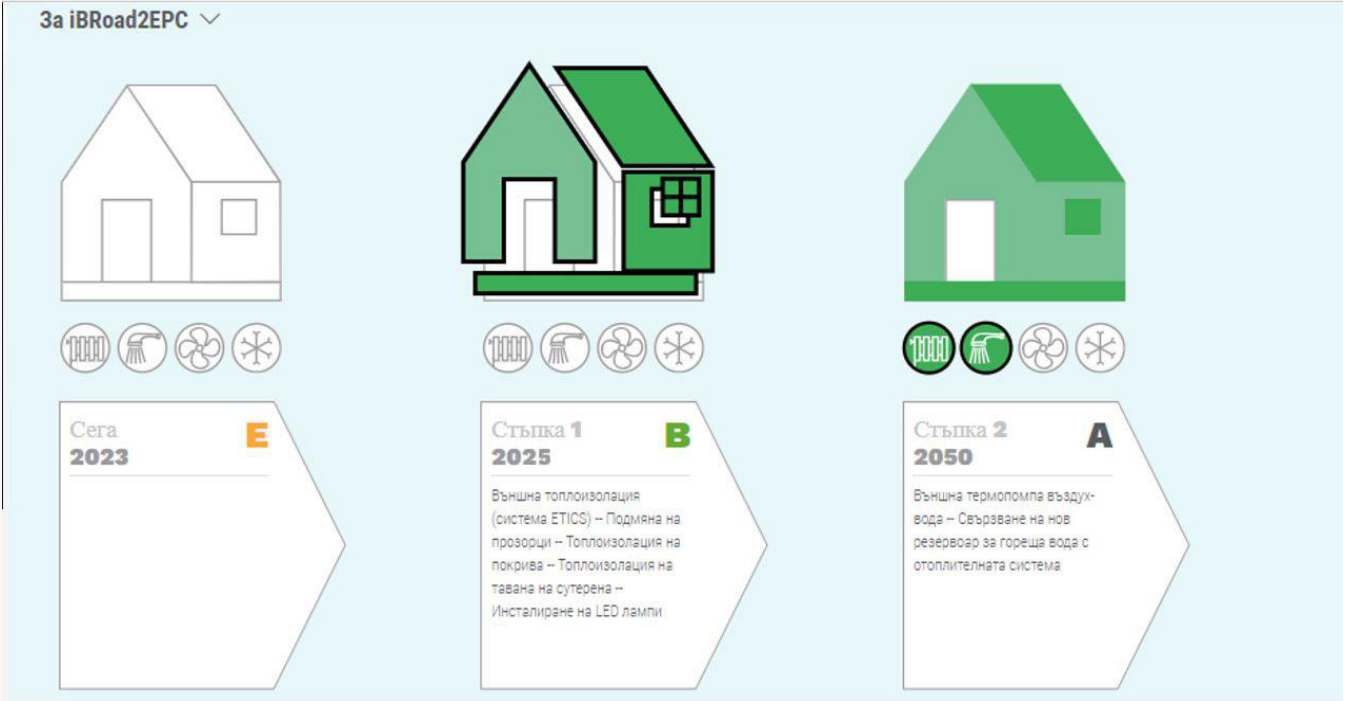 За iBRoad2EPC
Сега
E
2023
Стъпка 1
B
2025
Външна топлоизолация
(система ETICS) -- Подмяна на
прозорци -- Топлоизолация на
покрива -- Топлоизолация на
тавана на сутерена --
Инсталиране на LED лампи
Стъпка 2
A
2050
Външна термопомпа въздух-
вода -- Свързване на нов
резервоар за гореща вода с
отоплителната система